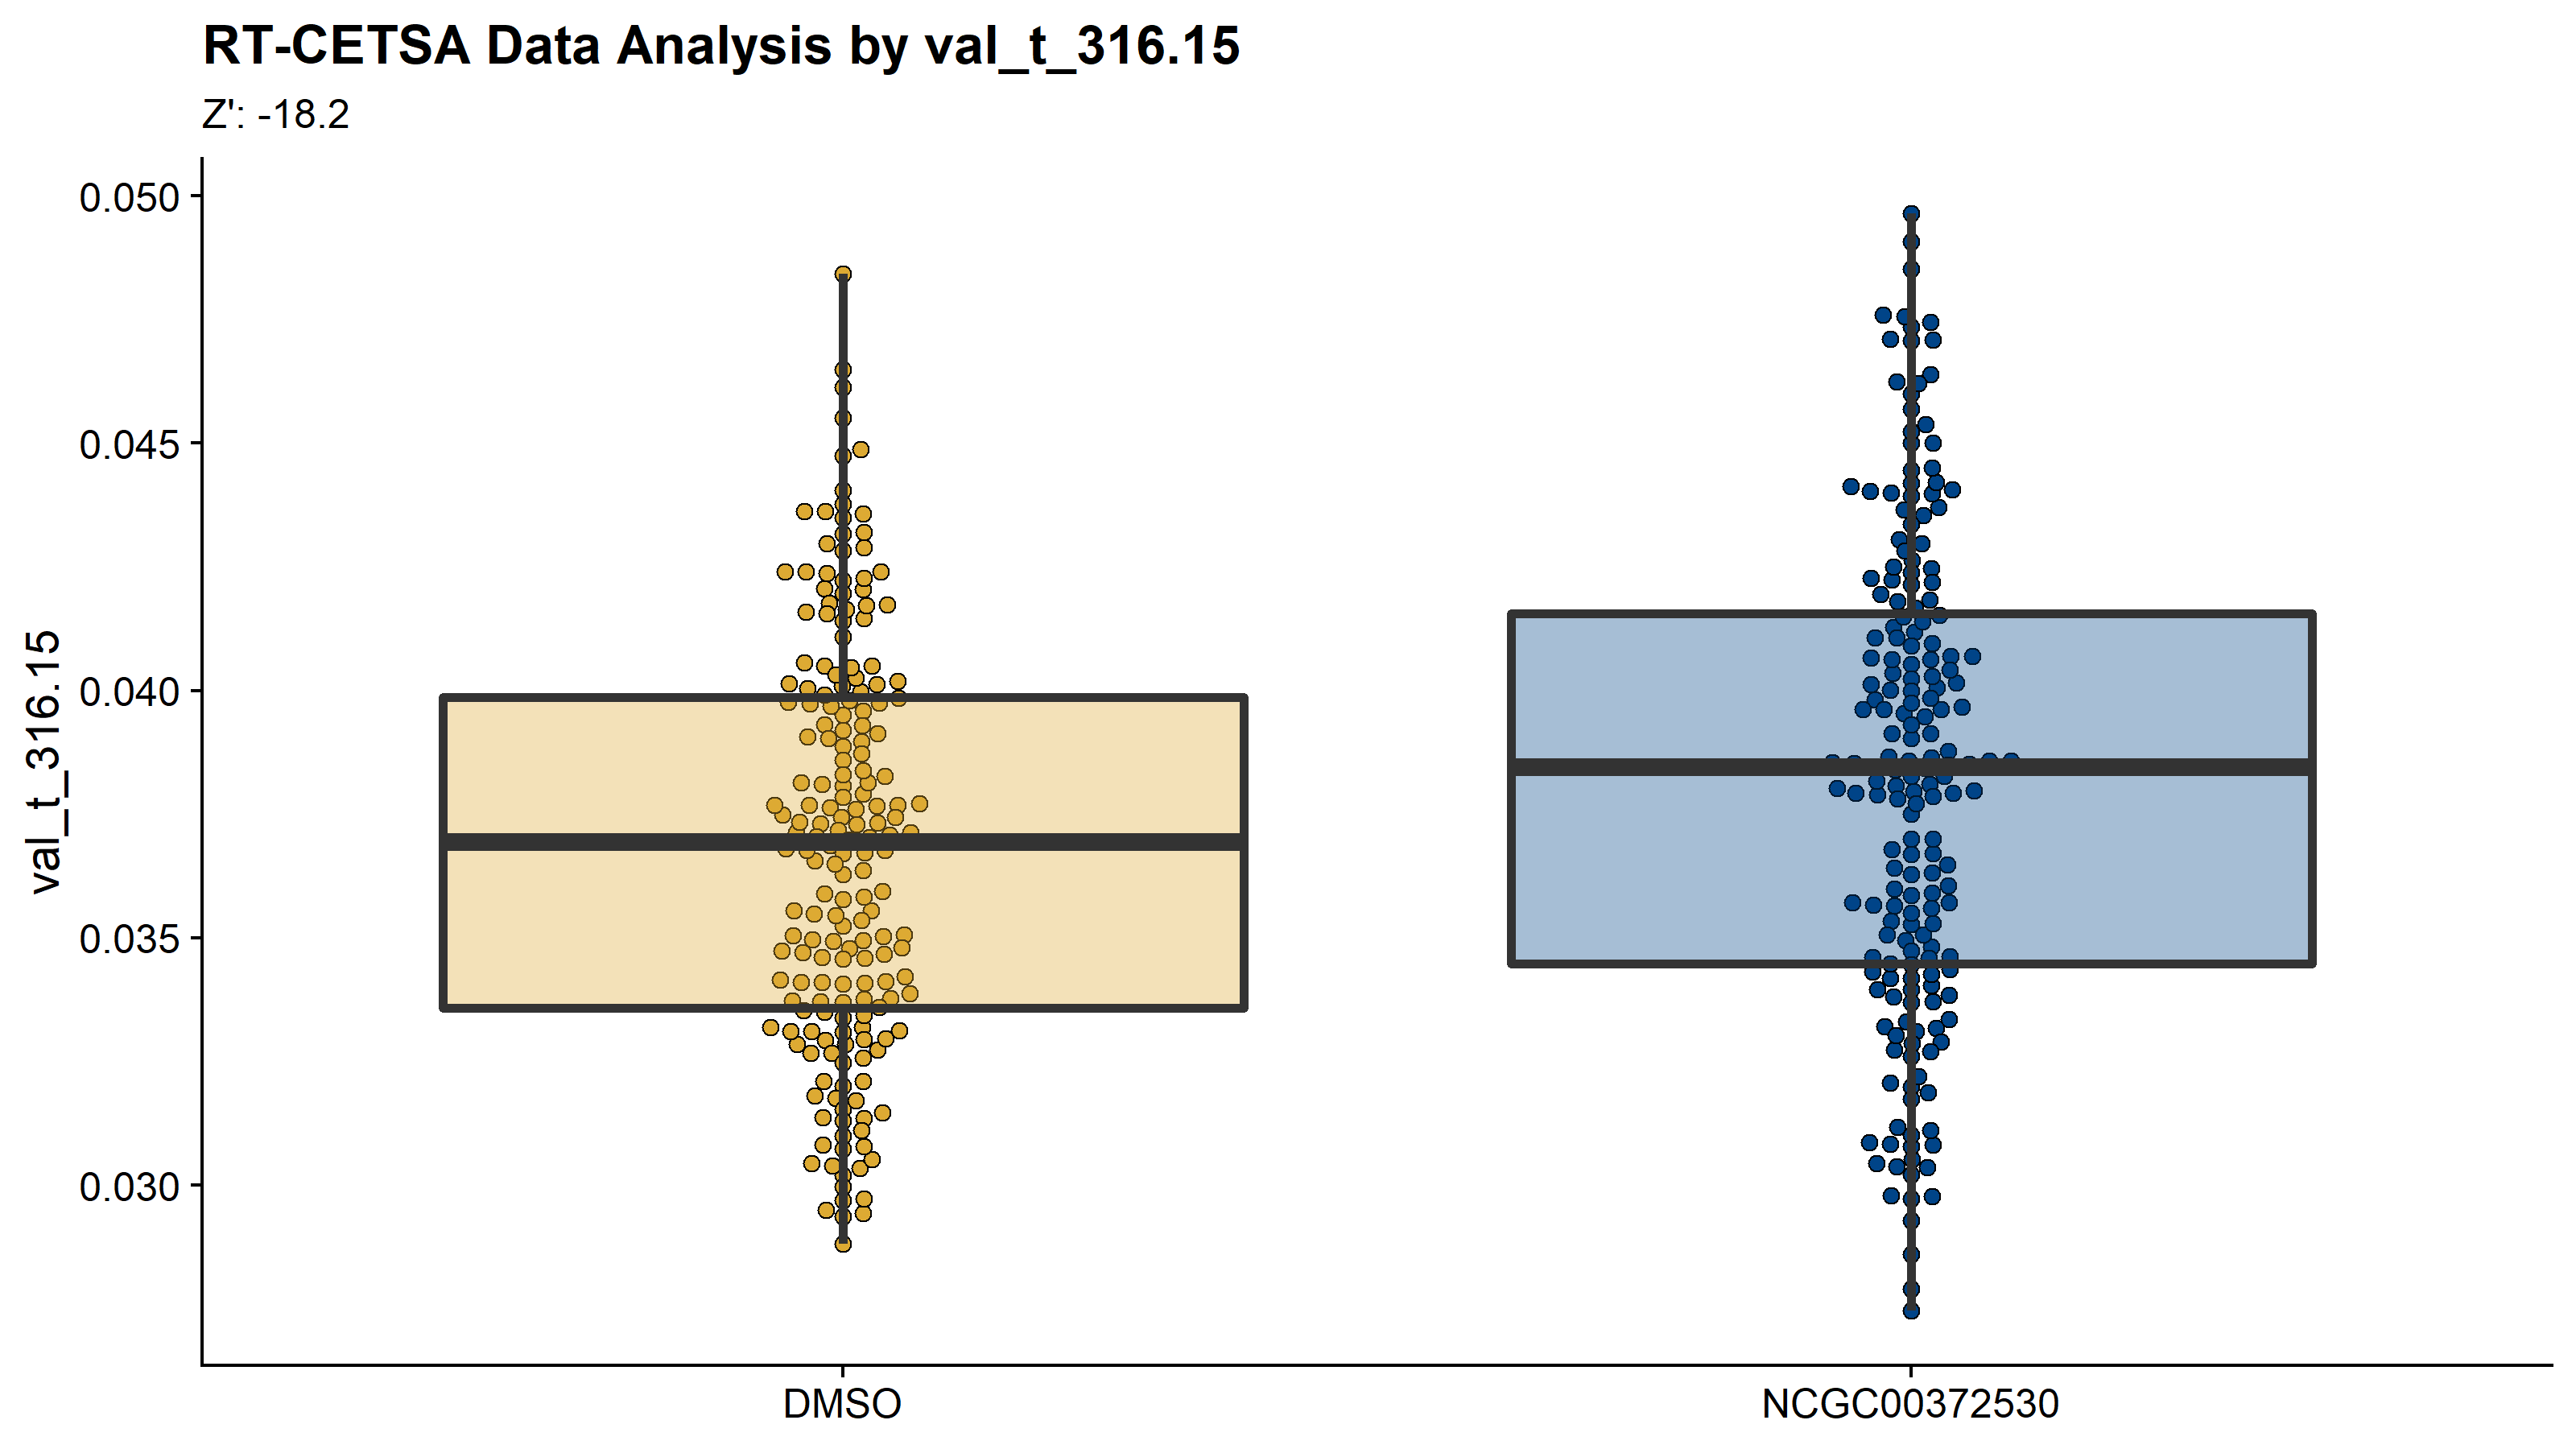 RT-CETSA Data Analysis by val_t_316.15
Z': -18.2
val_t_316.15
0.050
0.045
0.040
0.035
0.030
DMSO
NCGC00372530